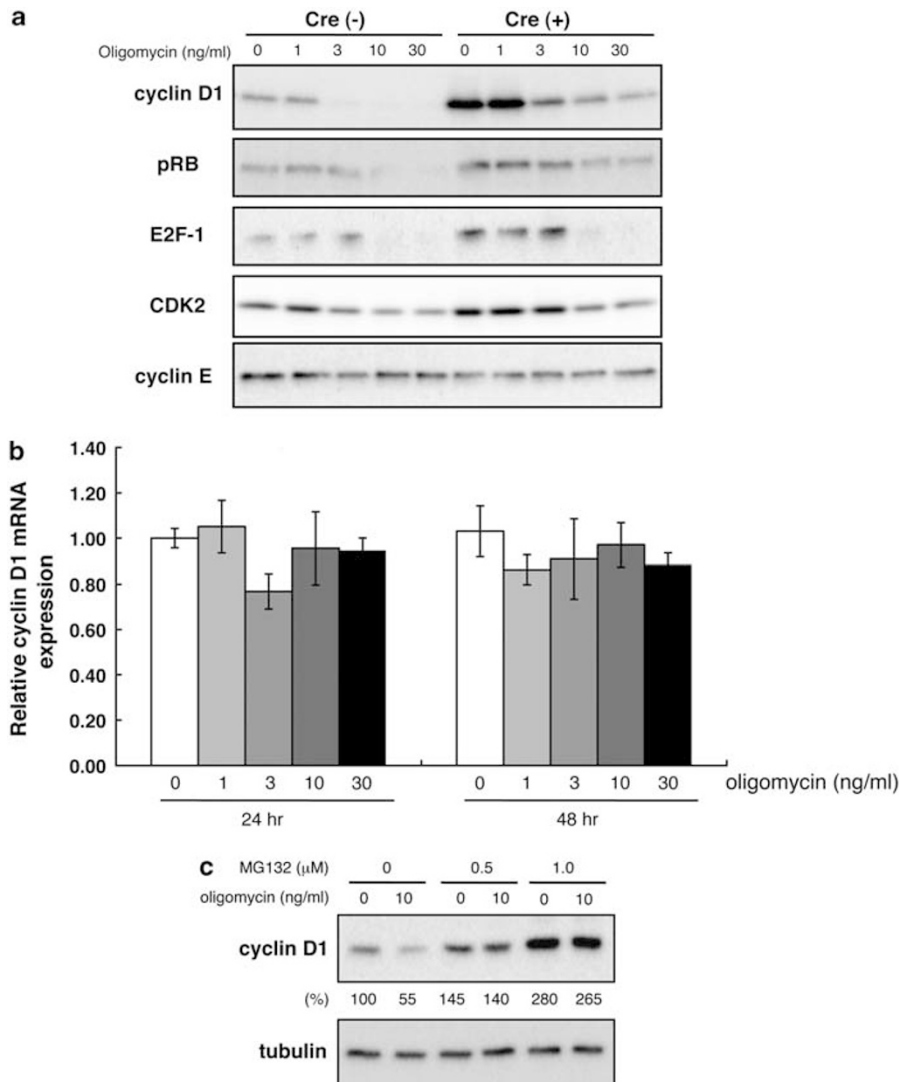 a
Cre (-) Cre (+)
Oligomycin (ng/ml) 0 1 3 10 30 0 1 3 10 30
cyclin D1
pRB
E2F-1
CDK2
cyclin E
b
Relative cyclin D1 mRNA
expression
1.40
1.20
1.00
0.80
0.60
0.40
0.20
0.00
0 1 3 10 30 0 1 3 10 30 oligomycin (ng/ml)
24 hr 48 hr
c
MG132 (μM) 0 0.5 1.0
oligomycin (ng/ml) 0 10 0 10 0 10
cyclin D1
(%) 100 55 145 140 280 265
tubulin